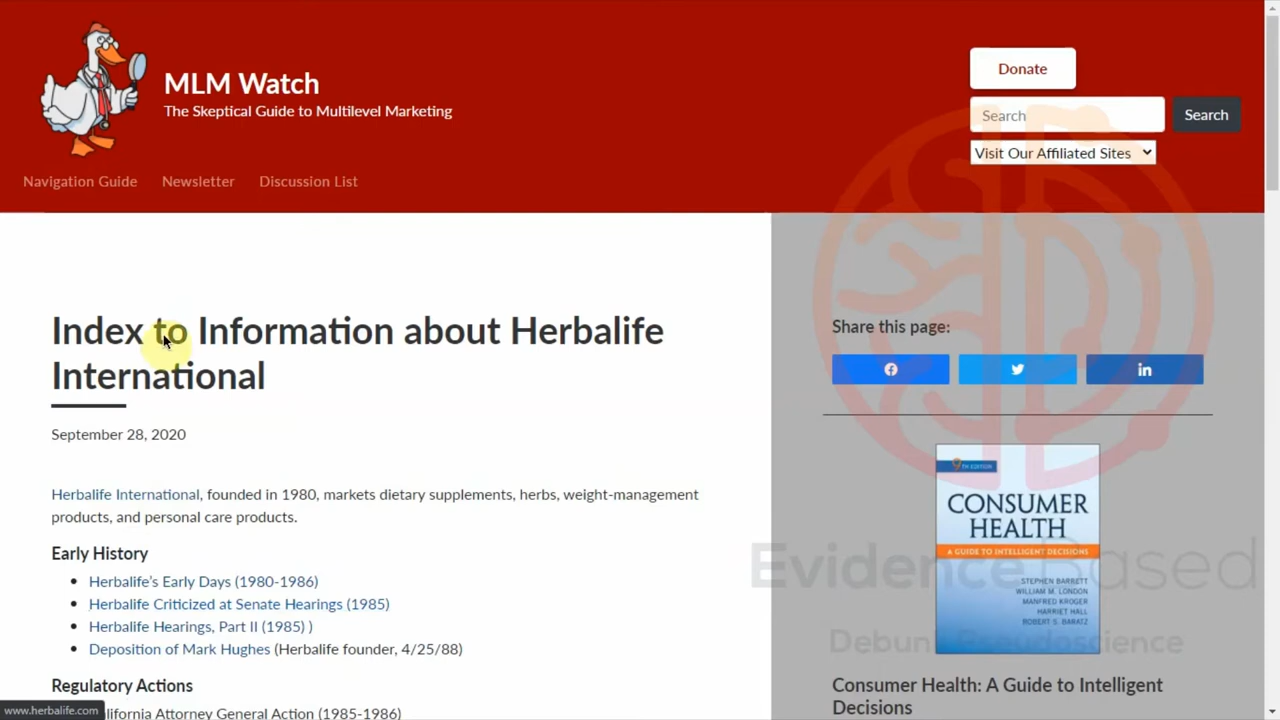 MLM Watch
The Skeptical Guide to Multilevel Marketing
Donate
Search
Search
Visit Our Affiliated Sites
Navigation Guide
Newsletter
Discussion List
Index to Information about Herbalife
International
September 28, 2020
Herbalife International, founded in 1980, markets dietary supplements, herbs, weight-management
products, and personal care products.
Early History
Herbalife's Early Days (1980-1986)
Herbalife Criticized at Senate Hearings (1985)
Herbalife Hearings, Part II (1985) )
Deposition of Mark Hughes (Herbalife founder, 4/25/88)
Regulatory Actions
lifornia Attorney General Action (1985-1986)
www.herbalife.com
Share this page:
9TH EDITION
CONSUMER
HEALTH
A GUIDE TO INTELLIGENT DECISIONS
STEPHEN BARRETT
WILLIAM M. LONDON
MANFRED KROGER
HARRIET HALL
ROBERT S. BARATZ
Evidence Based
Debunk Pseudoscience
Consumer Health: A Guide to Intelligent
Decisions